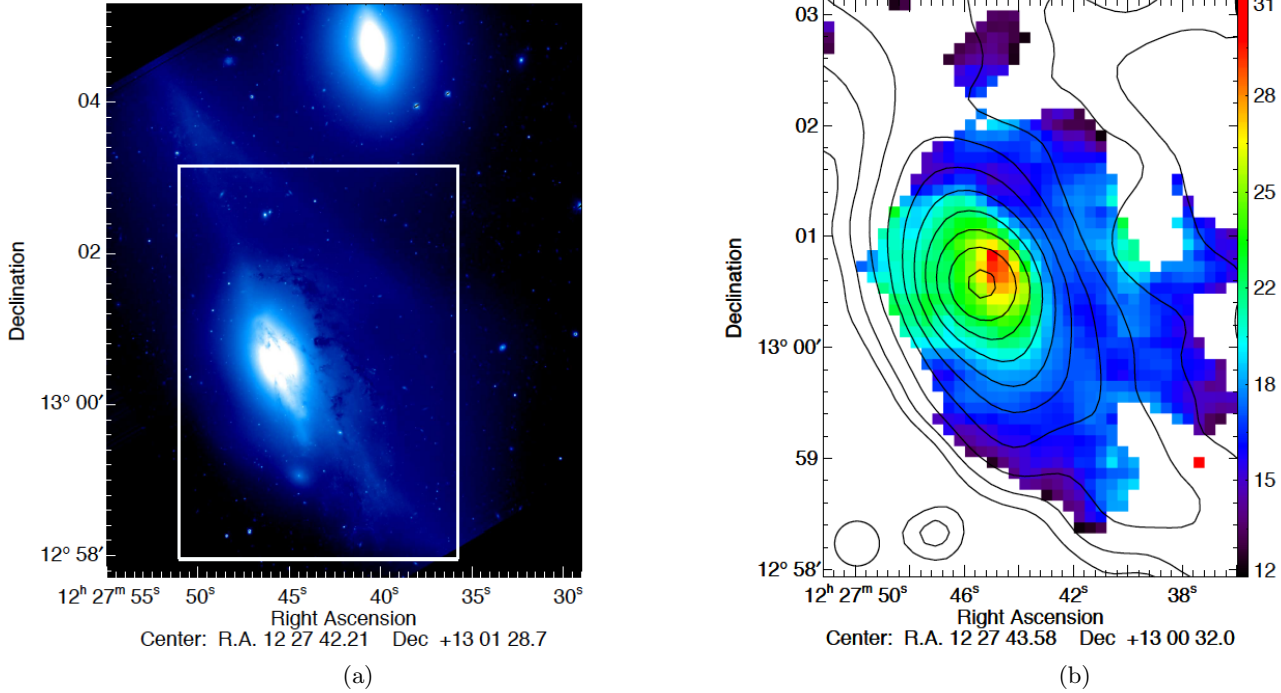 04
02
13° 00′
12° 58′
Declination
12ʰ 27ᵐ 55ˢ 50ˢ 45ˢ 40ˢ 35ˢ 30ˢ
Right Ascension
Center: R.A. 12 27 42.21 Dec +13 01 28.7
(a)
03
02
01
13° 00′
59
12° 58′
Declination
12ʰ 27ᵐ 50ˢ 46ˢ 42ˢ 38ˢ
Right Ascension
Center: R.A. 12 27 43.58 Dec +13 00 32.0
31
28
25
22
18
15
12
(b)